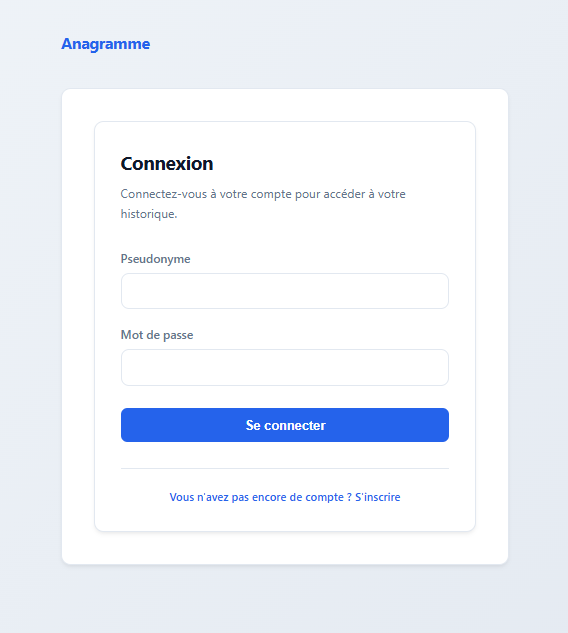 Anagramme
Connexion
Connectez-vous à votre compte pour accéder à votre
historique.
Pseudonyme
Mot de passe
Se connecter
Vous n'avez pas encore de compte ? S'inscrire